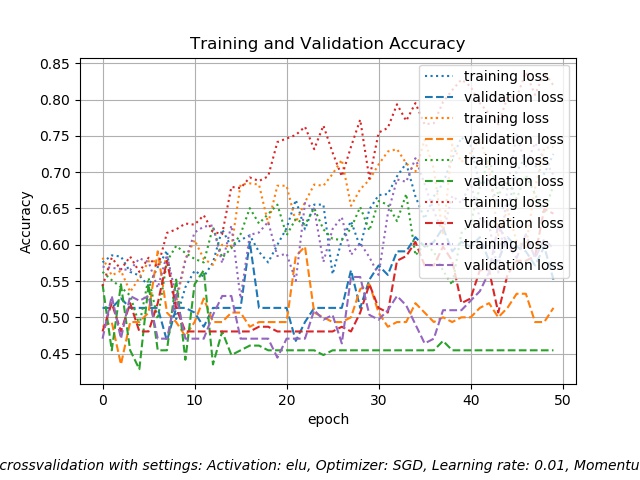 Training and Validation Accuracy
0.85
0.80
0.75
0.70
0.65
0.60
0.55
0.50
0.45
Accuracy
training loss
validation loss
training loss
validation loss
training loss
validation loss
training loss
validation loss
training loss
validation loss
0 10 20 30 40 50
epoch
crossvalidation with settings: Activation: elu, Optimizer: SGD, Learning rate: 0.01, Momentu